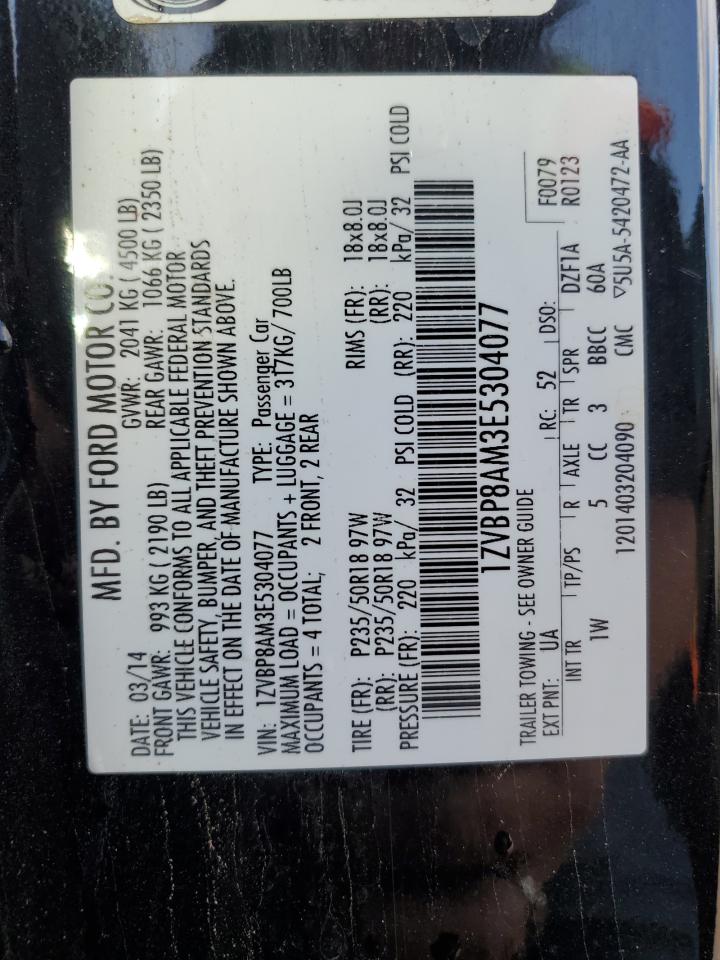 MFD. BY FORD MOTOR CO.
DATE: 03/14 GVWR: 2041 KG ( 4500 LB)
FRONT GAWR: 993 KG ( 2190 LB) REAR GAWR: 1066 KG ( 2350 LB)
THIS VEHICLE CONFORMS TO ALL APPLICABLE FEDERAL MOTOR
VEHICLE SAFETY, BUMPER, AND THEFT PREVENTION STANDARDS
IN EFFECT ON THE DATE OF MANUFACTURE SHOWN ABOVE.
VIN: 1ZVBP8AM3E5304077 TYPE: Passenger Car
MAXIMUM LOAD = OCCUPANTS + LUGGAGE = 317KG/ 700LB
OCCUPANTS = 4 TOTAL; 2 FRONT, 2 REAR
TIRE (FR): P235/50R18 97W RIMS (FR): 18x8.0J
(RR): P235/50R18 97W (RR): 18x8.0J
PRESSURE (FR): 220 kPa/ 32 PSI COLD (RR): 220 kPa/ 32 PSI COLD
1ZVBP8AM3E5304077
TRAILER TOWING - SEE OWNER GUIDE F0079
EXT PNT: UA RC: 52 DSO: R0123
INT TR TP/PS R AXLE TR SPR DZF1A
1W 5 CC 3 BBCC 60A
1201403204090 CMC ▽5U5A-5420472-AA